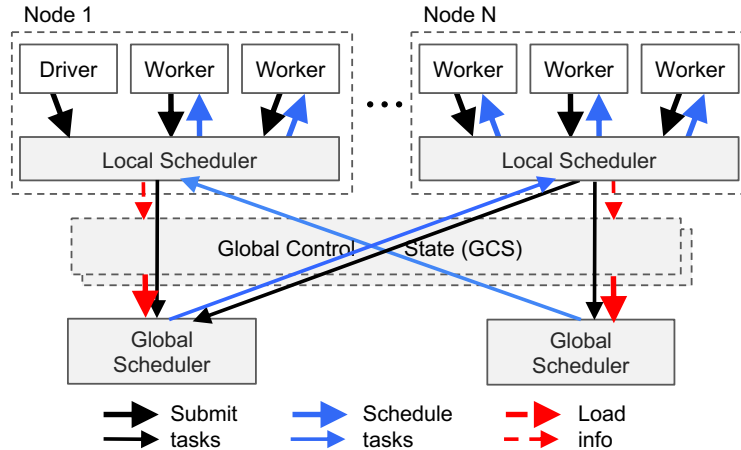 Node 1
Node N
Driver Worker Worker
Worker Worker Worker
...
Local Scheduler
Local Scheduler
Global Control State (GCS)
Global
Scheduler
Global
Scheduler
Submit
tasks
Schedule
tasks
Load
info